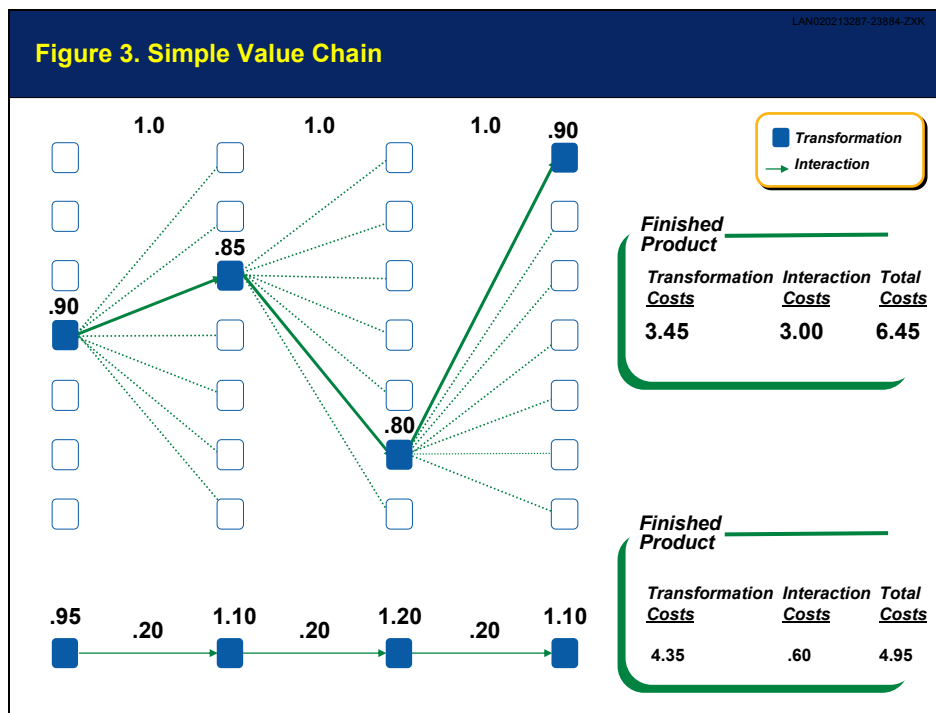 LAN020213287-23884-ZXK
Figure 3. Simple Value Chain
1.0 1.0 1.0 .90
Transformation
Interaction
.85
.90
.80
Finished
Product
Transformation Interaction Total
Costs Costs Costs
3.45 3.00 6.45
Finished
Product
Transformation Interaction Total
Costs Costs Costs
4.35 .60 4.95
.95 .20 1.10 .20 1.20 .20 1.10